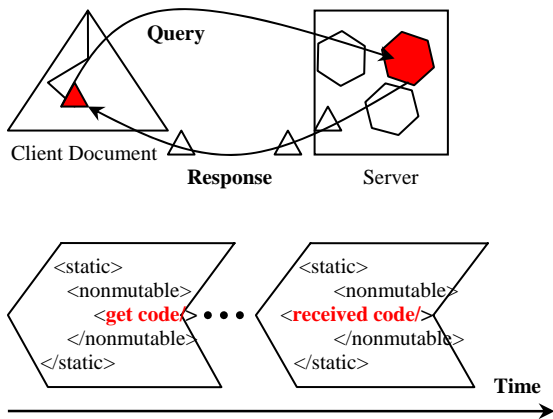 Query
Client Document
Response
Server
<static>
<nonmutable>
<get code/>
</nonmutable>
</static>
<static>
<nonmutable>
<received code/>
</nonmutable>
</static>
Time